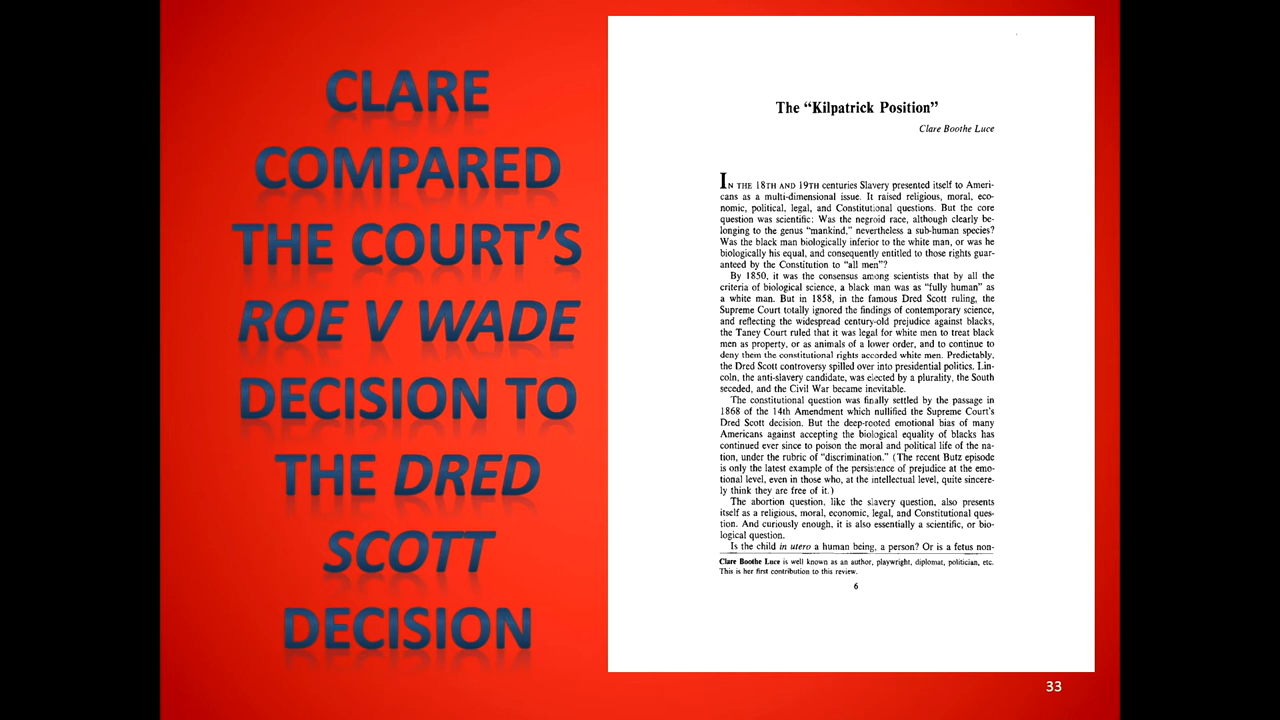 CLARE
COMPARED
THE COURT'S
ROE V WADE
DECISION TO
THE DRED
SCOTT
DECISION
The “Kilpatrick Position”
Clare Boothe Luce
IN THE 18TH AND 19TH centuries Slavery presented itself to Ameri-
cans as a multi-dimensional issue. It raised religious, moral, eco-
nomic, political, legal, and Constitutional questions. But the core
question was scientific: Was the negroid race, although clearly be-
longing to the genus “mankind,” nevertheless a sub-human species?
Was the black man biologically inferior to the white man, or was he
biologically his equal, and consequently entitled to those rights guar-
anteed by the Constitution to “all men”?
By 1850, it was the consensus among scientists that by all the
criteria of biological science, a black man was as “fully human” as
a white man. But in 1858, in the famous Dred Scott ruling, the
Supreme Court totally ignored the findings of contemporary science,
and reflecting the widespread century-old prejudice against blacks,
the Taney Court ruled that it was legal for white men to treat black
men as property, or as animals of a lower order, and to continue to
deny them the constitutional rights accorded white men. Predictably,
the Dred Scott controversy spilled over into presidential politics. Lin-
coln, the anti-slavery candidate, was elected by a plurality, the South
seceded, and the Civil War became inevitable.
The constitutional question was finally settled by the passage in
1868 of the 14th Amendment which nullified the Supreme Court's
Dred Scott decision. But the deep-rooted emotional bias of many
Americans against accepting the biological equality of blacks has
continued ever since to poison the moral and political life of the na-
tion, under the rubric of “discrimination.” (The recent Butz episode
is only the latest example of the persistence of prejudice at the emo-
tional level, even in those who, at the intellectual level, quite sincere-
ly think they are free of it.)
The abortion question, like the slavery question, also presents
itself as a religious, moral, economic, legal, and Constitutional ques-
tion. And curiously enough, it is also essentially a scientific, or bio-
logical question.
Is the child in utero a human being, a person? Or is a fetus non-
Clare Boothe Luce is well known as an author, playwright, diplomat, politician, etc.
This is her first contribution to this review.
6
33